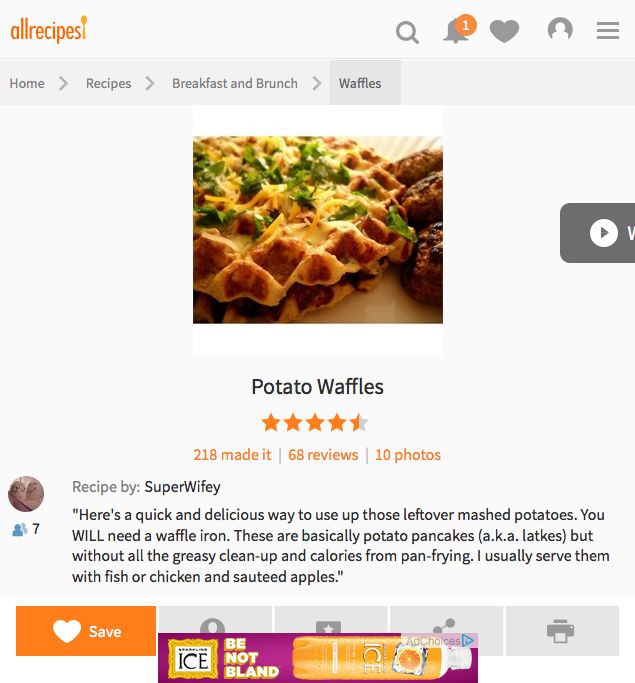 allrecipes
1
Home
Recipes
Breakfast and Brunch
Waffles
W
Potato Waffles
218 made it | 68 reviews | 10 photos
Recipe by: SuperWifey
7
"Here's a quick and delicious way to use up those leftover mashed potatoes. You
WILL need a waffle iron. These are basically potato pancakes (a.k.a. latkes) but
without all the greasy clean-up and calories from pan-frying. I usually serve them
with fish or chicken and sauteed apples."
Save
AdChoices
SPARKLING
ICE
BE
NOT
BLAND
ICE